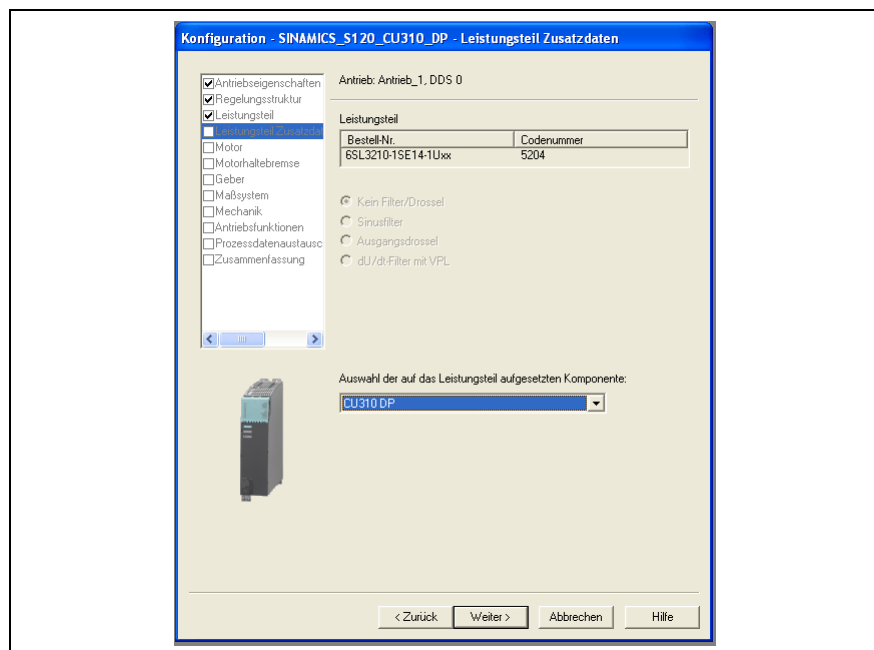 Konfiguration - SINAMICS_S120_CU310_DP - Leistungsteil Zusatzdaten
Antriebseigenschaften
Regelungsstruktur
Leistungsteil
Leistungsteil Zusatzdat
Motor
Motorhaltebremse
Geber
Maßsystem
Mechanik
Antriebsfunktionen
Prozessdatenaustausc
Zusammenfassung
Antrieb: Antrieb_1, DDS 0
Leistungsteil
Bestell-Nr. Codenummer
6SL3210-1SE14-1Uxx 5204
Kein Filter/Drossel
Sinusfilter
Ausgangsdrossel
dU/dt-Filter mit VPL
Auswahl der auf das Leistungsteil aufgesetzten Komponente:
CU310 DP
< Zurück Weiter > Abbrechen Hilfe